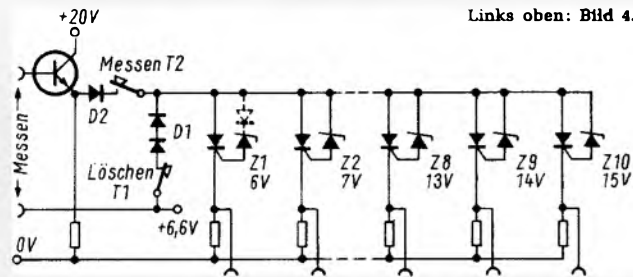 Links oben: Bild 4.
+20V
Messen T2
D2
D1
Messen
Löschen
T1
+6,6V
0V
Z1
6V
Z2
7V
Z8
13V
Z9
14V
Z10
15V